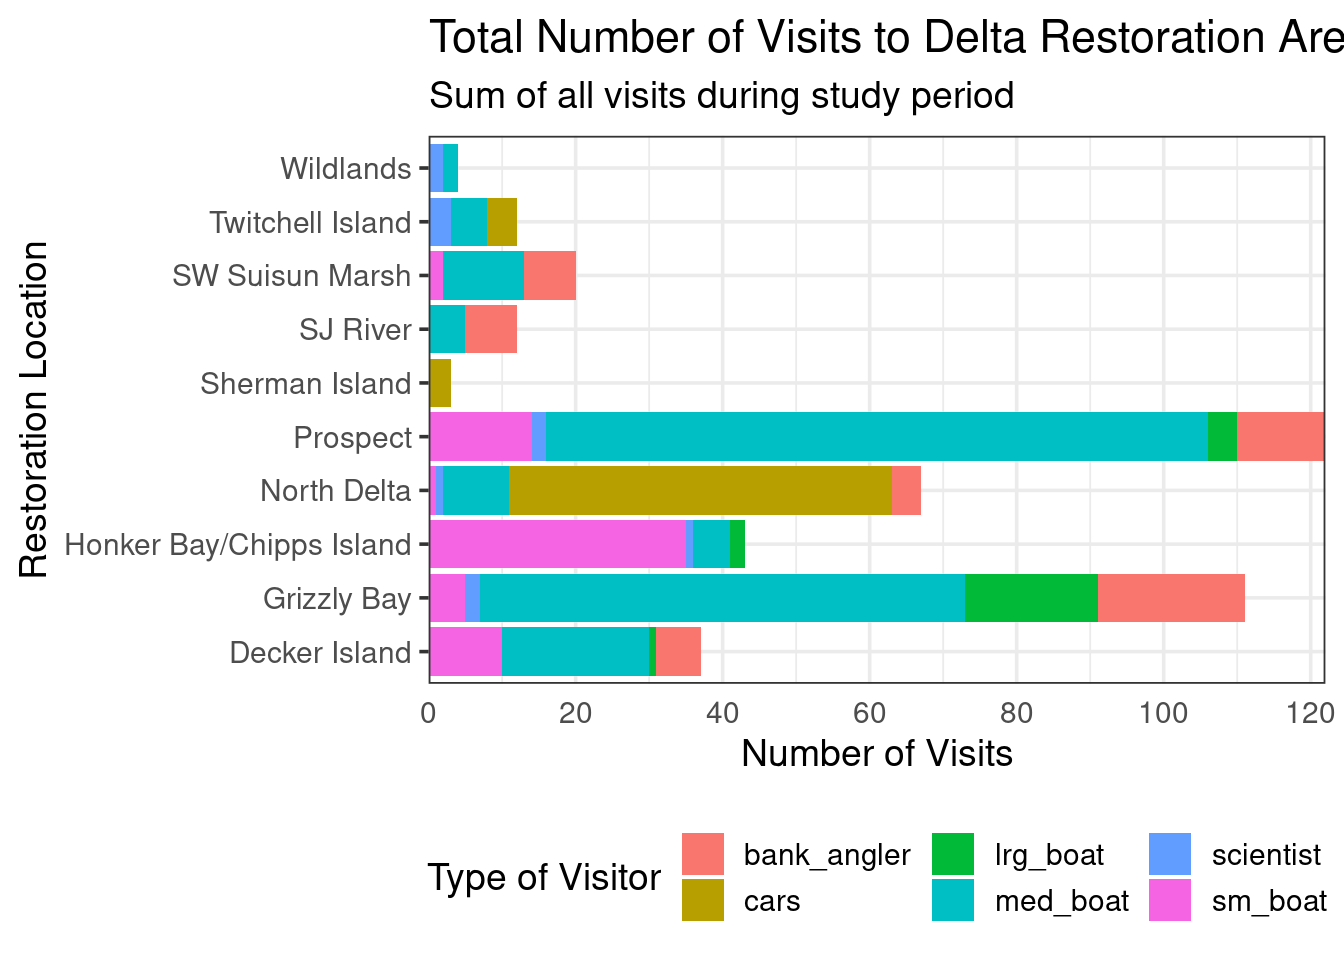 Total Number of Visits to Delta Restoration Are
Sum of all visits during study period
Restoration Location
Wildlands
Twitchell Island
SW Suisun Marsh
SJ River
Sherman Island
Prospect
North Delta
Honker Bay/Chipps Island
Grizzly Bay
Decker Island
0 20 40 60 80 100 120
Number of Visits
Type of Visitor
bank_angler lrg_boat scientist
cars med_boat sm_boat